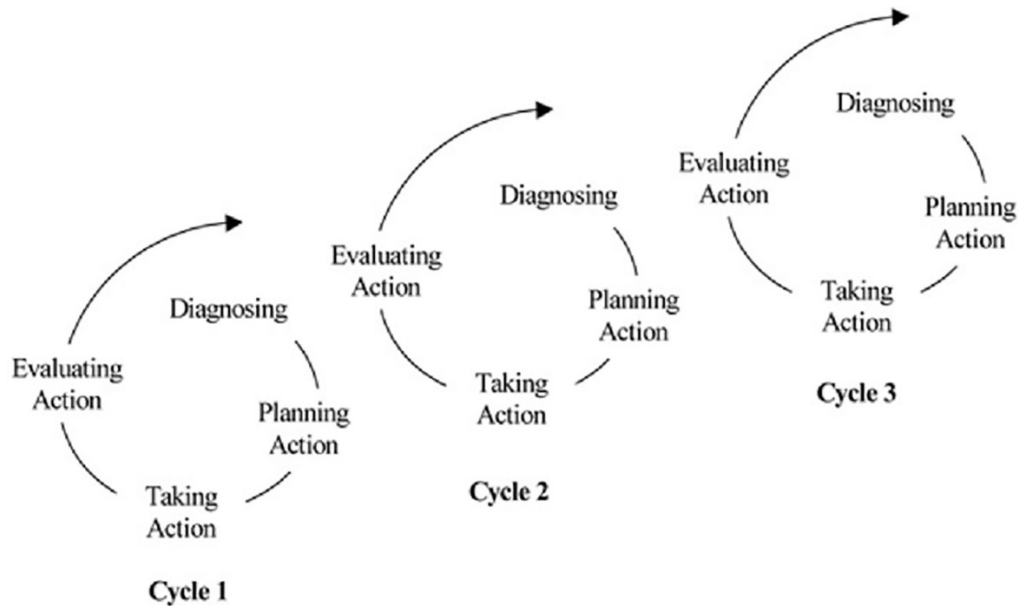 Diagnosing
Planning
Action
Taking
Action
Evaluating
Action
Cycle 1
Diagnosing
Planning
Action
Taking
Action
Evaluating
Action
Cycle 2
Diagnosing
Planning
Action
Taking
Action
Evaluating
Action
Cycle 3